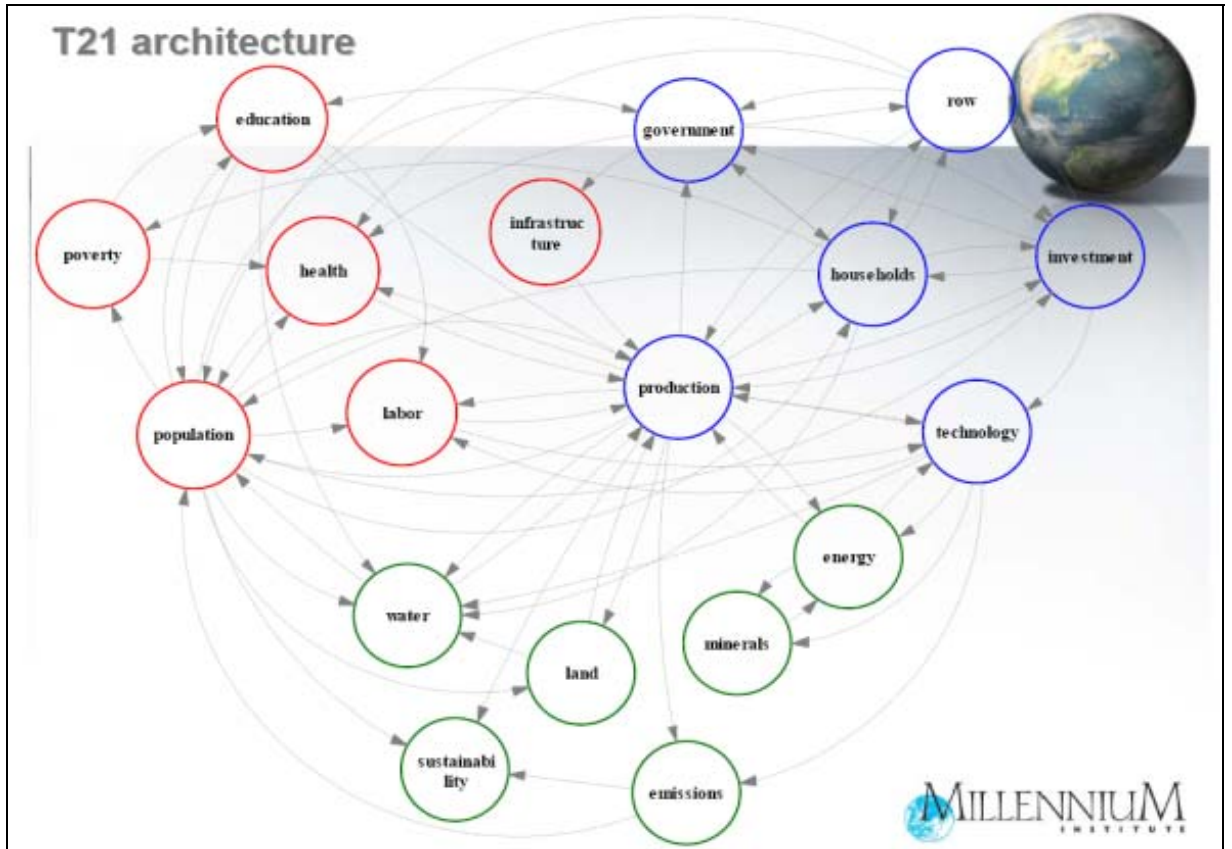 T21 architecture
education
government
row
poverty
health
infrastruc
ture
households
investment
population
labor
production
technology
water
land
minerals
energy
sustainabi
lity
emissions
MILLENNIUM
INSTITUTE